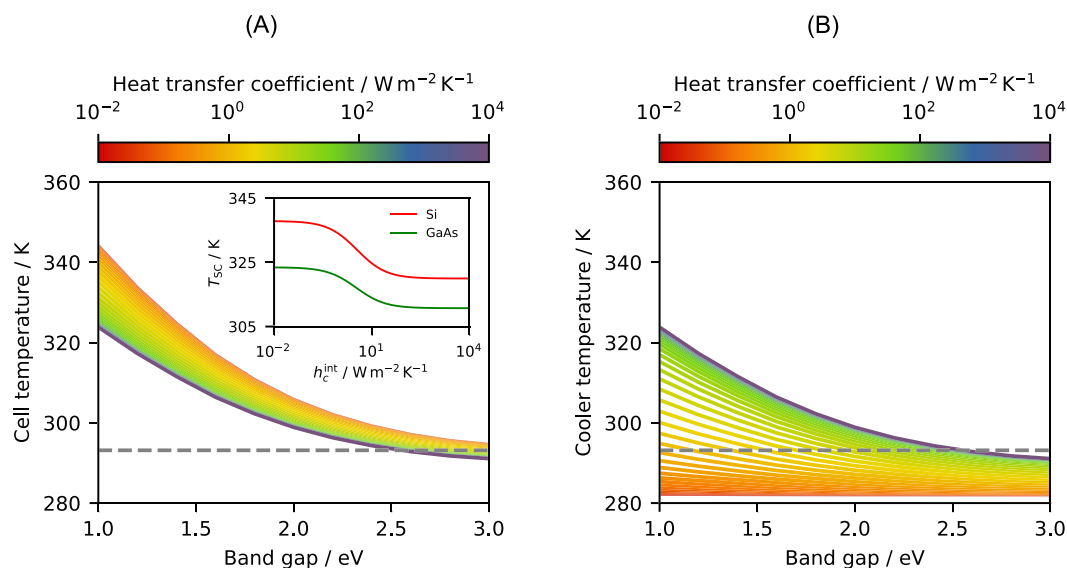 (A)
Heat transfer coefficient / W m⁻² K⁻¹
10⁻² 10⁰ 10² 10⁴
360
340
320
300
280
Cell temperature / K
1.0 1.5 2.0 2.5 3.0
Band gap / eV
345
325
305
T_SC / K
Si
GaAs
10⁻² 10¹ 10⁴
h_c^int / W m⁻² K⁻¹
(B)
Heat transfer coefficient / W m⁻² K⁻¹
10⁻² 10⁰ 10² 10⁴
360
340
320
300
280
Cooler temperature / K
1.0 1.5 2.0 2.5 3.0
Band gap / eV